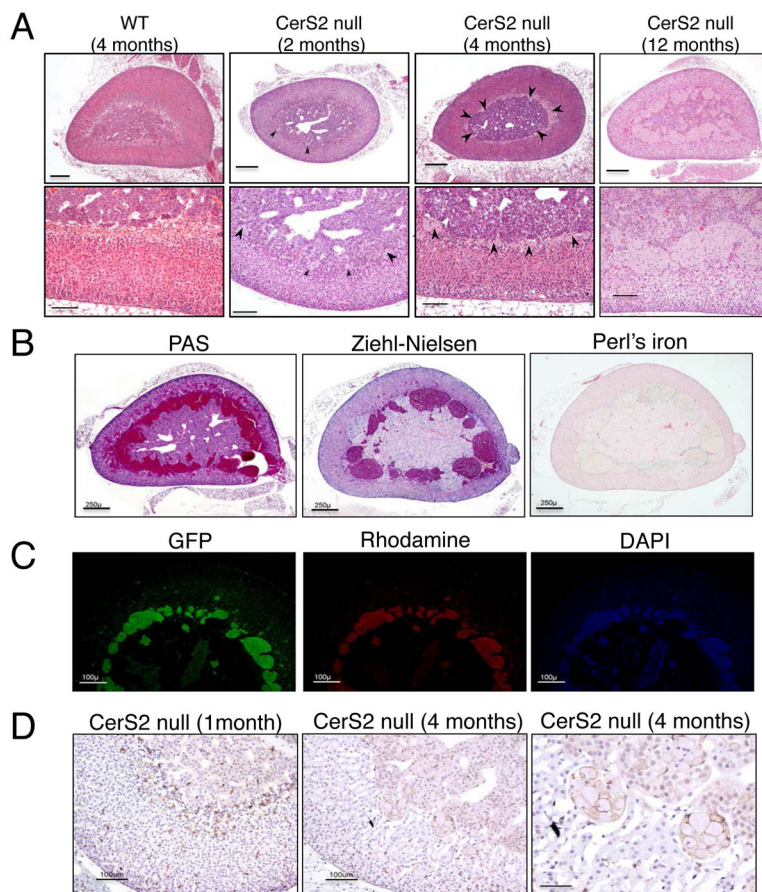 A
WT
(4 months)
CerS2 null
(2 months)
CerS2 null
(4 months)
CerS2 null
(12 months)
B
PAS
Ziehl-Nielsen
Perl's iron
250µ
250µ
250µ
C
GFP
Rhodamine
DAPI
100µ
100µ
100µ
D
CerS2 null (1month)
CerS2 null (4 months)
CerS2 null (4 months)
100um
100um